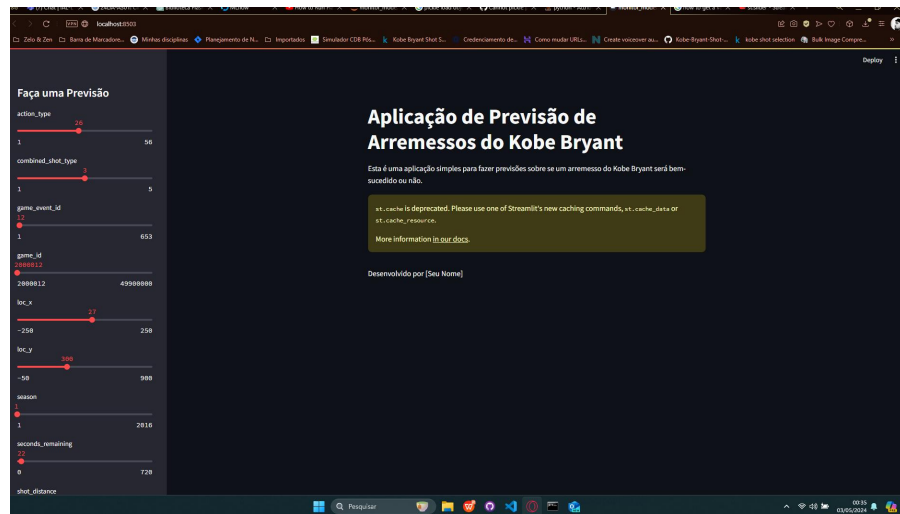 localhost:8503
Zelo & Zen
Barra de Marcadore...
Minhas disciplinas
Planejamento de N...
Importados
Simulador CDB Pós...
Kobe Bryant Shot S...
Credenciamento de...
Como mudar URLs...
Create voiceover au...
Kobe-Bryant-Shot-...
kobe shot selection
Bulk Image Compre...
Deploy
Faça uma Previsão
action_type
26
1 56
combined_shot_type
3
1 5
game_event_id
12
1 653
game_id
2000012
2000012 49900000
loc_x
27
-250 250
loc_y
300
-50 900
season
1
1 2016
seconds_remaining
22
0 720
shot_distance
Aplicação de Previsão de
Arremessos do Kobe Bryant
Esta é uma aplicação simples para fazer previsões sobre se um arremesso do Kobe Bryant será bem-
sucedido ou não.
st.cache is deprecated. Please use one of Streamlit's new caching commands, st.cache_data or
st.cache_resource.
More information in our docs.
Desenvolvido por [Seu Nome]
Pesquisar
00:35
03/05/2024